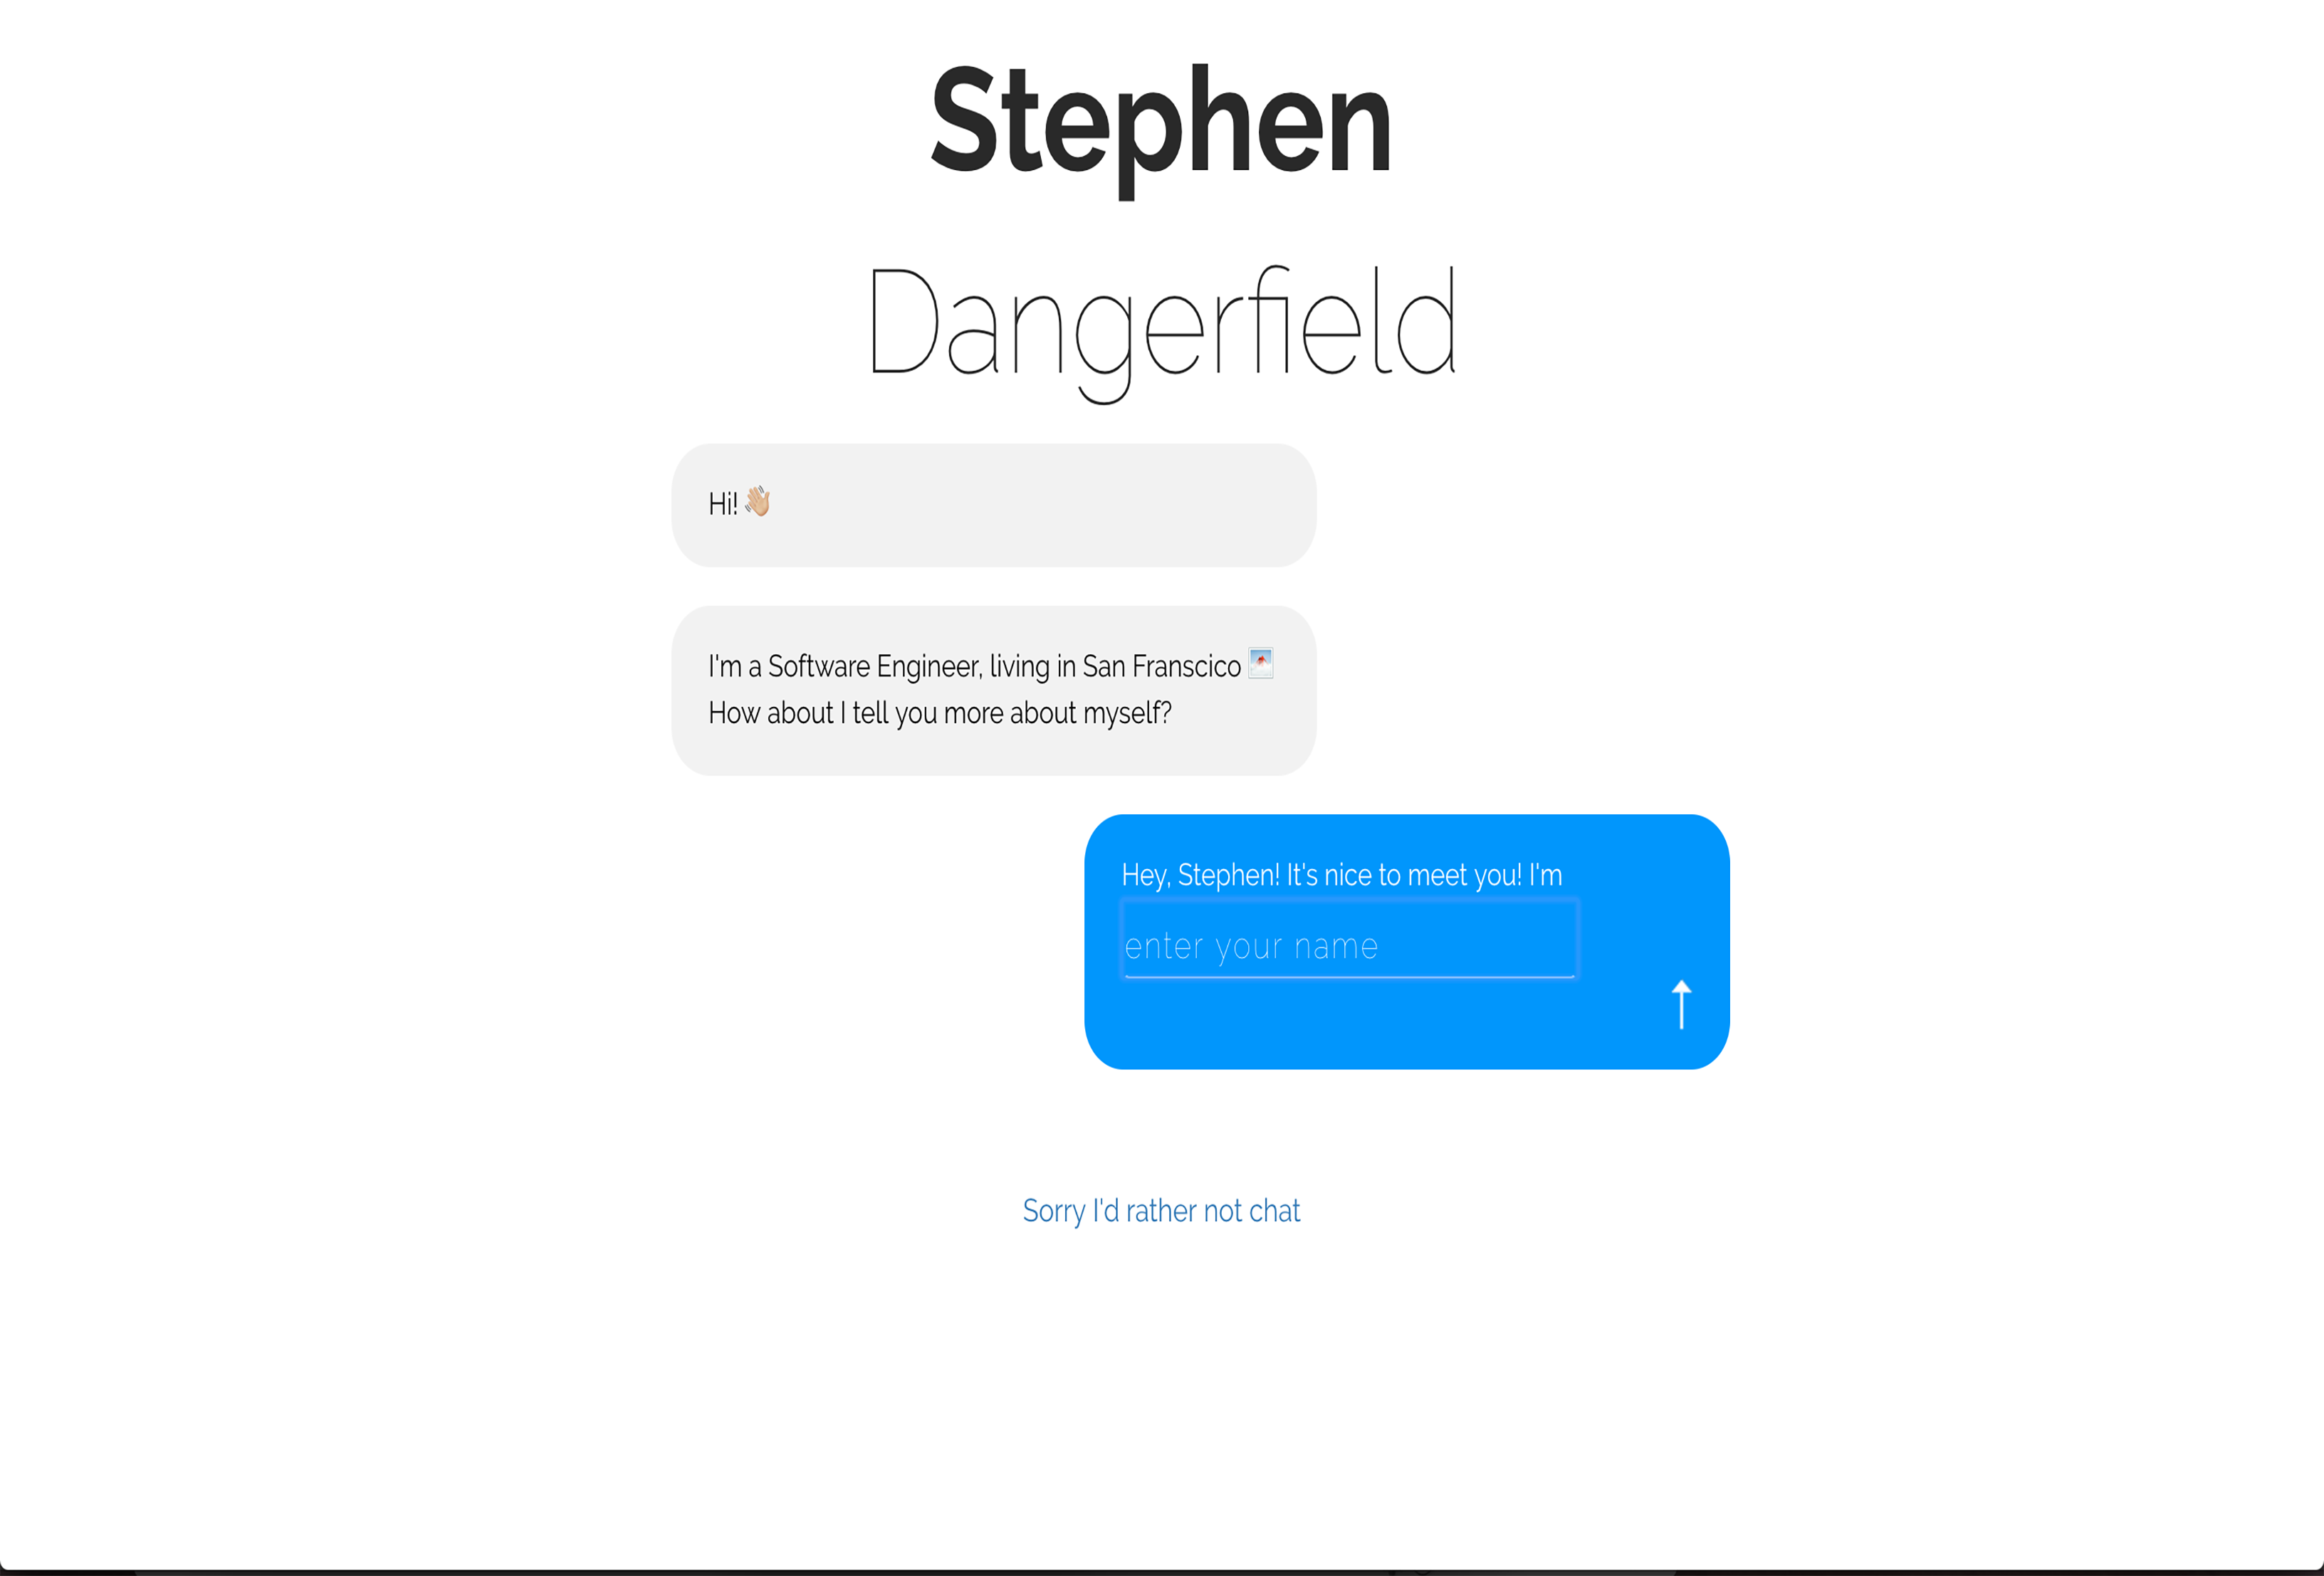 Stephen
Dangerfield
Hi! 👋🏼
I'm a Software Engineer, living in San Franscico
How about I tell you more about myself?
Hey, Stephen! It's nice to meet you! I'm
enter your name
Sorry I'd rather not chat